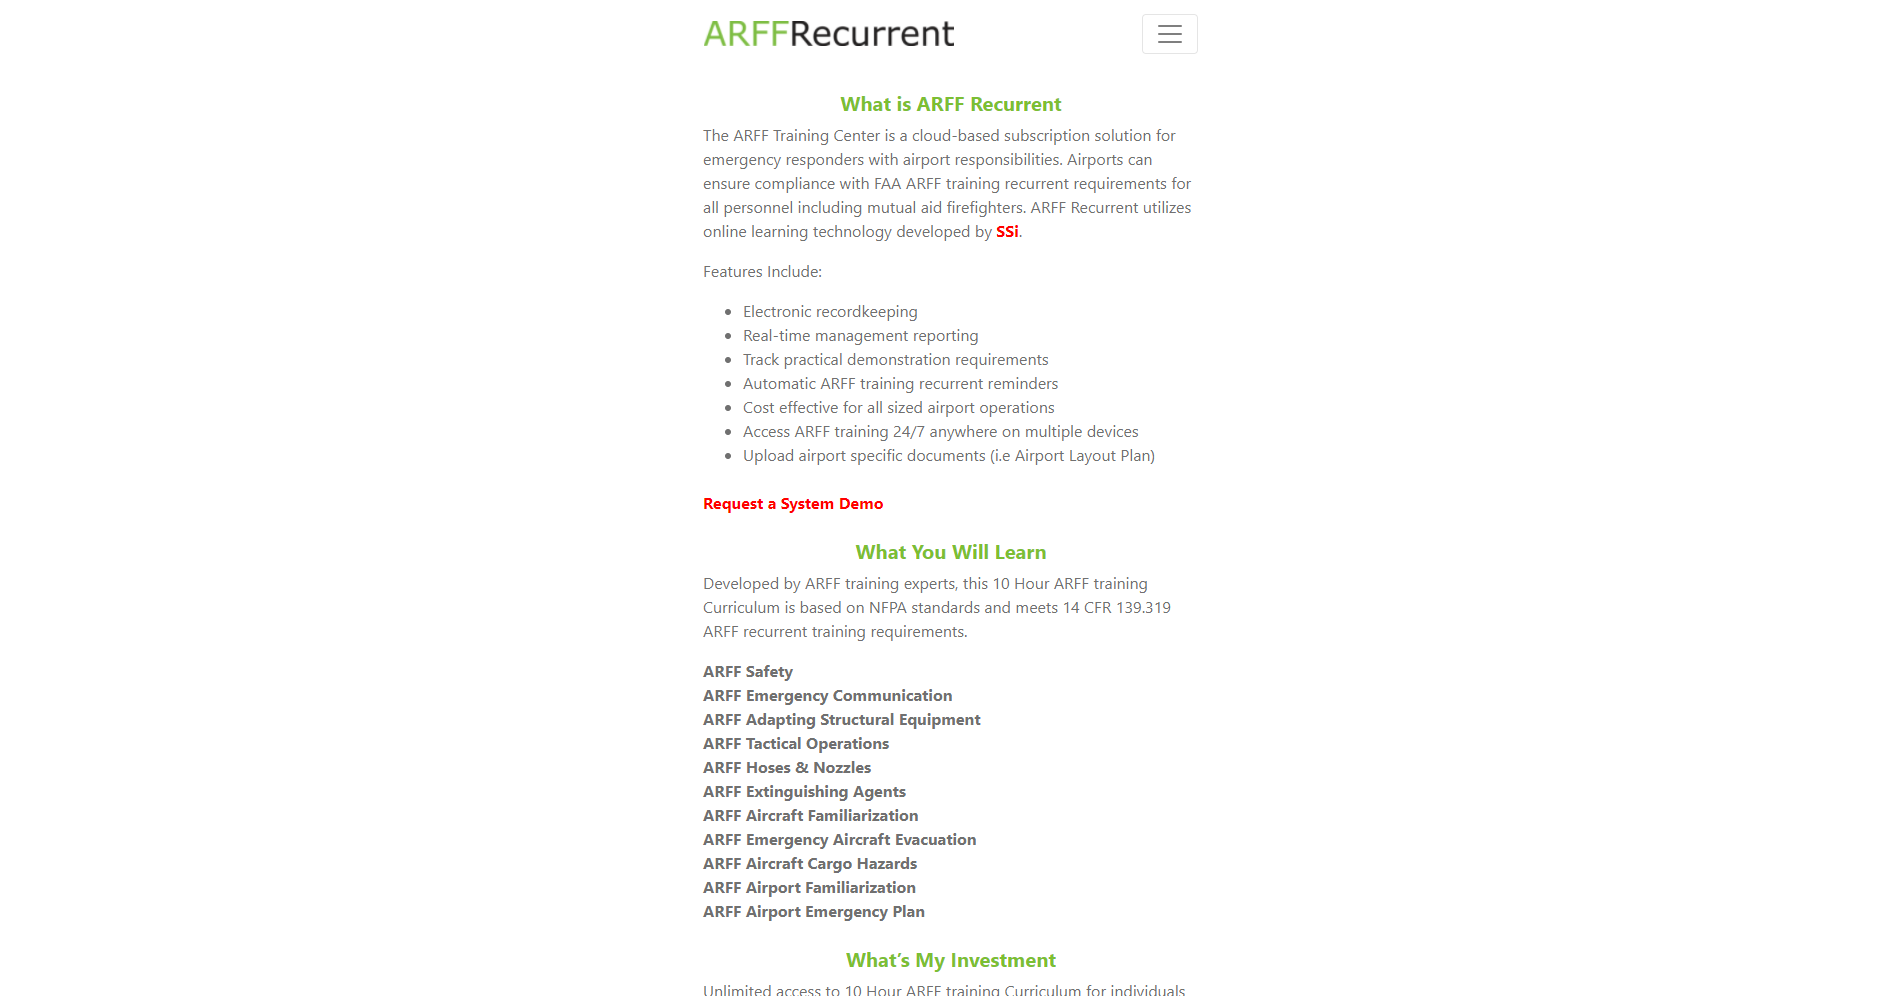 ARFFRecurrent
What is ARFF Recurrent
The ARFF Training Center is a cloud-based subscription solution for
emergency responders with airport responsibilities. Airports can
ensure compliance with FAA ARFF training recurrent requirements for
all personnel including mutual aid firefighters. ARFF Recurrent utilizes
online learning technology developed by SSi.
Features Include:
• Electronic recordkeeping
• Real-time management reporting
• Track practical demonstration requirements
• Automatic ARFF training recurrent reminders
• Cost effective for all sized airport operations
• Access ARFF training 24/7 anywhere on multiple devices
• Upload airport specific documents (i.e Airport Layout Plan)
Request a System Demo
What You Will Learn
Developed by ARFF training experts, this 10 Hour ARFF training
Curriculum is based on NFPA standards and meets 14 CFR 139.319
ARFF recurrent training requirements.
ARFF Safety
ARFF Emergency Communication
ARFF Adapting Structural Equipment
ARFF Tactical Operations
ARFF Hoses & Nozzles
ARFF Extinguishing Agents
ARFF Aircraft Familiarization
ARFF Emergency Aircraft Evacuation
ARFF Aircraft Cargo Hazards
ARFF Airport Familiarization
ARFF Airport Emergency Plan
What's My Investment
Unlimited access to 10 Hour ARFF training Curriculum for individuals